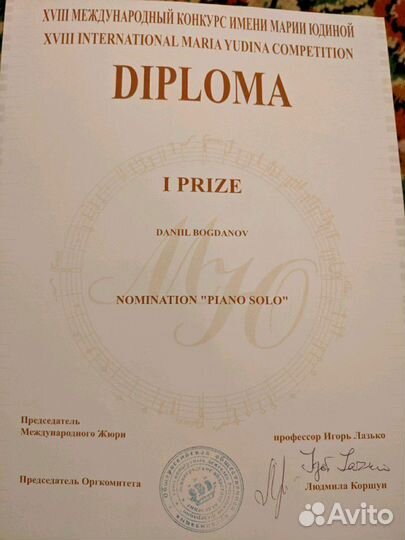 XVIII МЕЖДУНАРОДНЫЙ КОНКУРС ИМЕНИ МАРИИ ЮДИНОЙ
XVIII INTERNATIONAL MARIA YUDINA COMPETITION
DIPLOMA
I PRIZE
DANIIL BOGDANOV
МЮ
NOMINATION "PIANO SOLO"
Председатель
Международного Жюри
профессор Игорь Лазько
Председатель Оргкомитета
Людмила Коршун
Avito